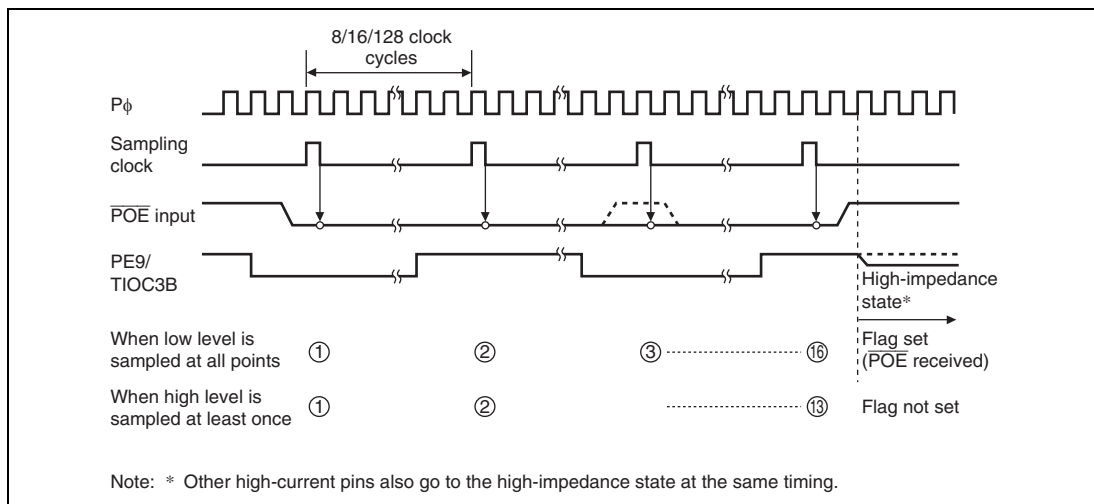 8/16/128 clock
cycles
Pφ
Sampling
clock
P̅O̅E̅ input
PE9/
TIOC3B
High-impedance
state*
When low level is
sampled at all points
① ② ③ ⑯
Flag set
(P̅O̅E̅ received)
When high level is
sampled at least once
① ② ⑬
Flag not set
Note: * Other high-current pins also go to the high-impedance state at the same timing.